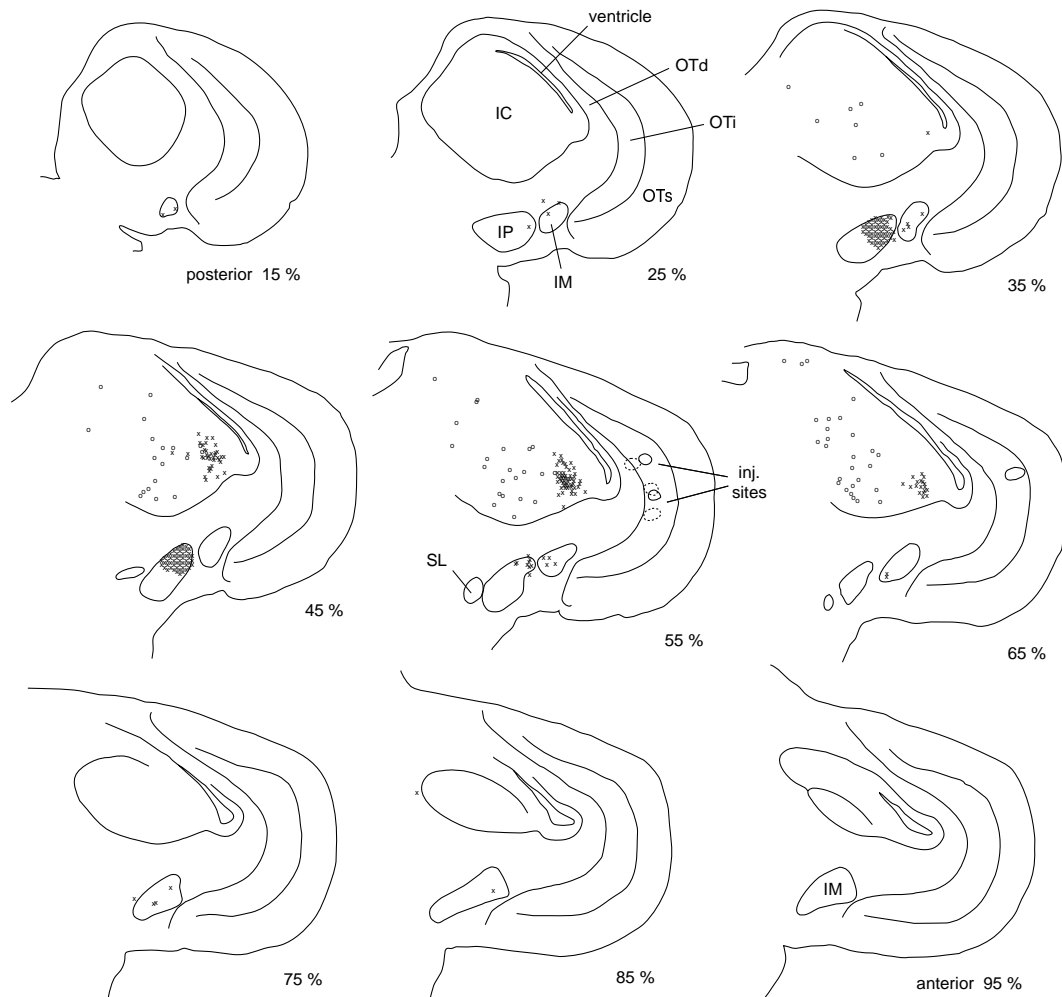 ventricle
OTd
OTi
OTs
IC
IP
IM
posterior 15 %
25 %
35 %
inj.
sites
SL
45 %
55 %
65 %
IM
75 %
85 %
anterior 95 %